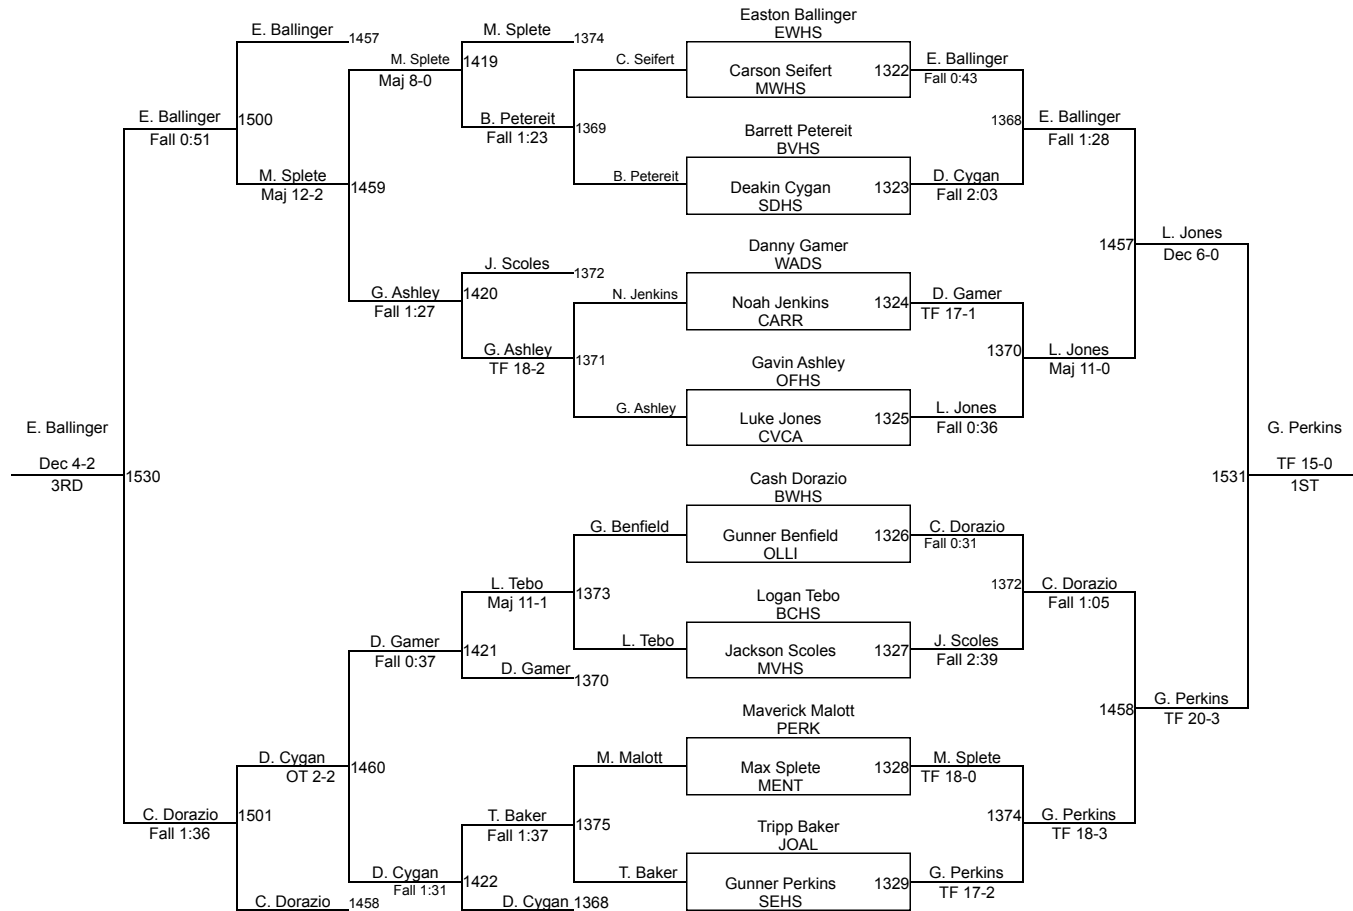 Easton Ballinger
EWHS
E. Ballinger
1457
M. Splete
1374
M. Splete
1419
Maj 8-0
C. Seifert
Carson Seifert
MWHS
1322
E. Ballinger
Fall 0:43
E. Ballinger
Fall 0:51
1500
B. Petereit
Fall 1:23
1369
Barrett Petereit
BVHS
1368
E. Ballinger
Fall 1:28
M. Splete
Maj 12-2
1459
B. Petereit
Deakin Cygan
SDHS
1323
D. Cygan
Fall 2:03
Danny Gamer
WADS
1457
L. Jones
Dec 6-0
J. Scoles
1372
G. Ashley
Fall 1:27
1420
N. Jenkins
Noah Jenkins
CARR
1324
D. Gamer
TF 17-1
G. Ashley
TF 18-2
1371
Gavin Ashley
OFHS
1370
L. Jones
Maj 11-0
G. Ashley
Luke Jones
CVCA
1325
L. Jones
Fall 0:36
E. Ballinger
Dec 4-2
3RD
1530
Cash Dorazio
BWHS
1531
G. Perkins
TF 15-0
1ST
G. Benfield
Gunner Benfield
OLLI
1326
C. Dorazio
Fall 0:31
L. Tebo
Maj 11-1
1373
Logan Tebo
BCHS
1372
C. Dorazio
Fall 1:05
D. Gamer
Fall 0:37
1421
L. Tebo
Jackson Scoles
MVHS
1327
J. Scoles
Fall 2:39
D. Gamer
1370
Maverick Malott
PERK
1458
G. Perkins
TF 20-3
D. Cygan
OT 2-2
1460
M. Malott
Max Splete
MENT
1328
M. Splete
TF 18-0
C. Dorazio
Fall 1:36
1501
T. Baker
Fall 1:37
1375
Tripp Baker
JOAL
1374
G. Perkins
TF 18-3
D. Cygan
Fall 1:31
1422
T. Baker
Gunner Perkins
SEHS
1329
G. Perkins
TF 17-2
C. Dorazio
1458
D. Cygan
1368